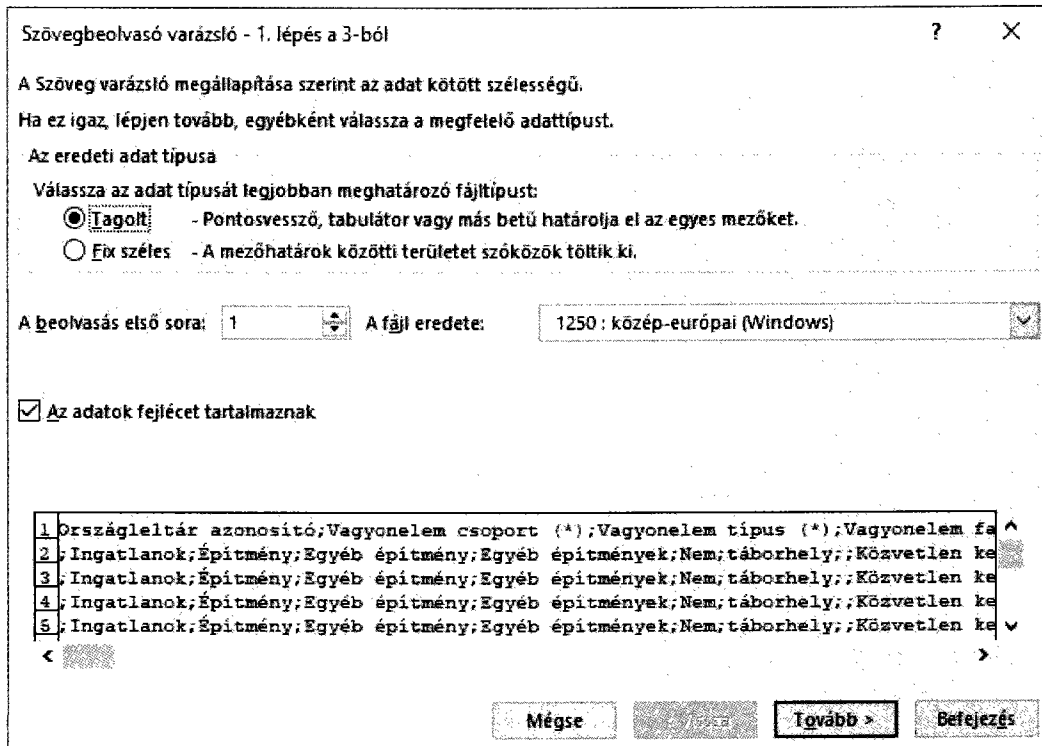 Szövegbeolvasó varázsló - 1. lépés a 3-ból ? ×
A Szöveg varázsló megállapítása szerint az adat kötött szélességű.
Ha ez igaz, lépjen tovább, egyébként válassza a megfelelő adattípust.
Az eredeti adat típusa
Válassza az adat típusát legjobban meghatározó fájltípust:
Tagolt - Pontosvessző, tabulátor vagy más betű határolja el az egyes mezőket.
Fix széles - A mezőhatárok közötti területet szóközök töltik ki.
A beolvasás első sora: 1 A fájl eredete: 1250 : közép-európai (Windows)
Az adatok fejlécet tartalmaznak
1 Országleltár azonosító;Vagyonelem csoport (*);Vagyonelem típus (*);Vagyonelem fa
2 ;Ingatlanok;Építmény;Egyéb építmény;Egyéb építmények;Nem;táborhely;;Közvetlen ke
3 ;Ingatlanok;Építmény;Egyéb építmény;Egyéb építmények;Nem;táborhely;;Közvetlen ke
4 ;Ingatlanok;Építmény;Egyéb építmény;Egyéb építmények;Nem;táborhely;;Közvetlen ke
5 ;Ingatlanok;Építmény;Egyéb építmény;Egyéb építmények;Nem;táborhely;;Közvetlen ke
Mégse Tovább > Befejezés